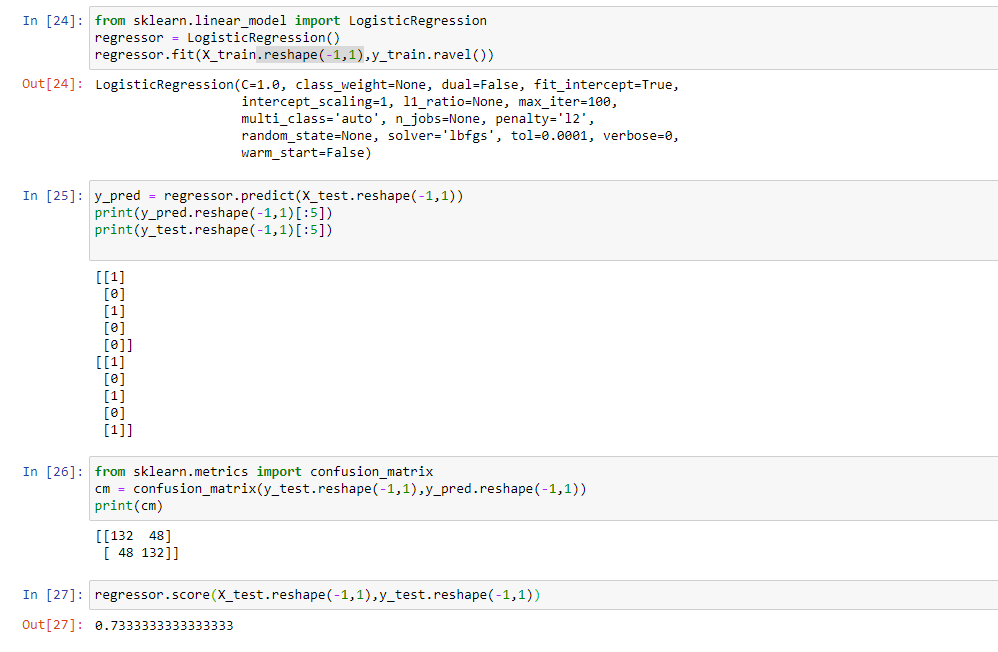 In [24]: from sklearn.linear_model import LogisticRegression
regressor = LogisticRegression()
regressor.fit(X_train.reshape(-1,1),y_train.ravel())
Out[24]: LogisticRegression(C=1.0, class_weight=None, dual=False, fit_intercept=True,
intercept_scaling=1, l1_ratio=None, max_iter=100,
multi_class='auto', n_jobs=None, penalty='l2',
random_state=None, solver='lbfgs', tol=0.0001, verbose=0,
warm_start=False)
In [25]: y_pred = regressor.predict(X_test.reshape(-1,1))
print(y_pred.reshape(-1,1)[:5])
print(y_test.reshape(-1,1)[:5])
[[1]
[0]
[1]
[0]
[0]]
[[1]
[0]
[1]
[0]
[1]]
In [26]: from sklearn.metrics import confusion_matrix
cm = confusion_matrix(y_test.reshape(-1,1),y_pred.reshape(-1,1))
print(cm)
[[132 48]
[ 48 132]]
In [27]: regressor.score(X_test.reshape(-1,1),y_test.reshape(-1,1))
Out[27]: 0.7333333333333333